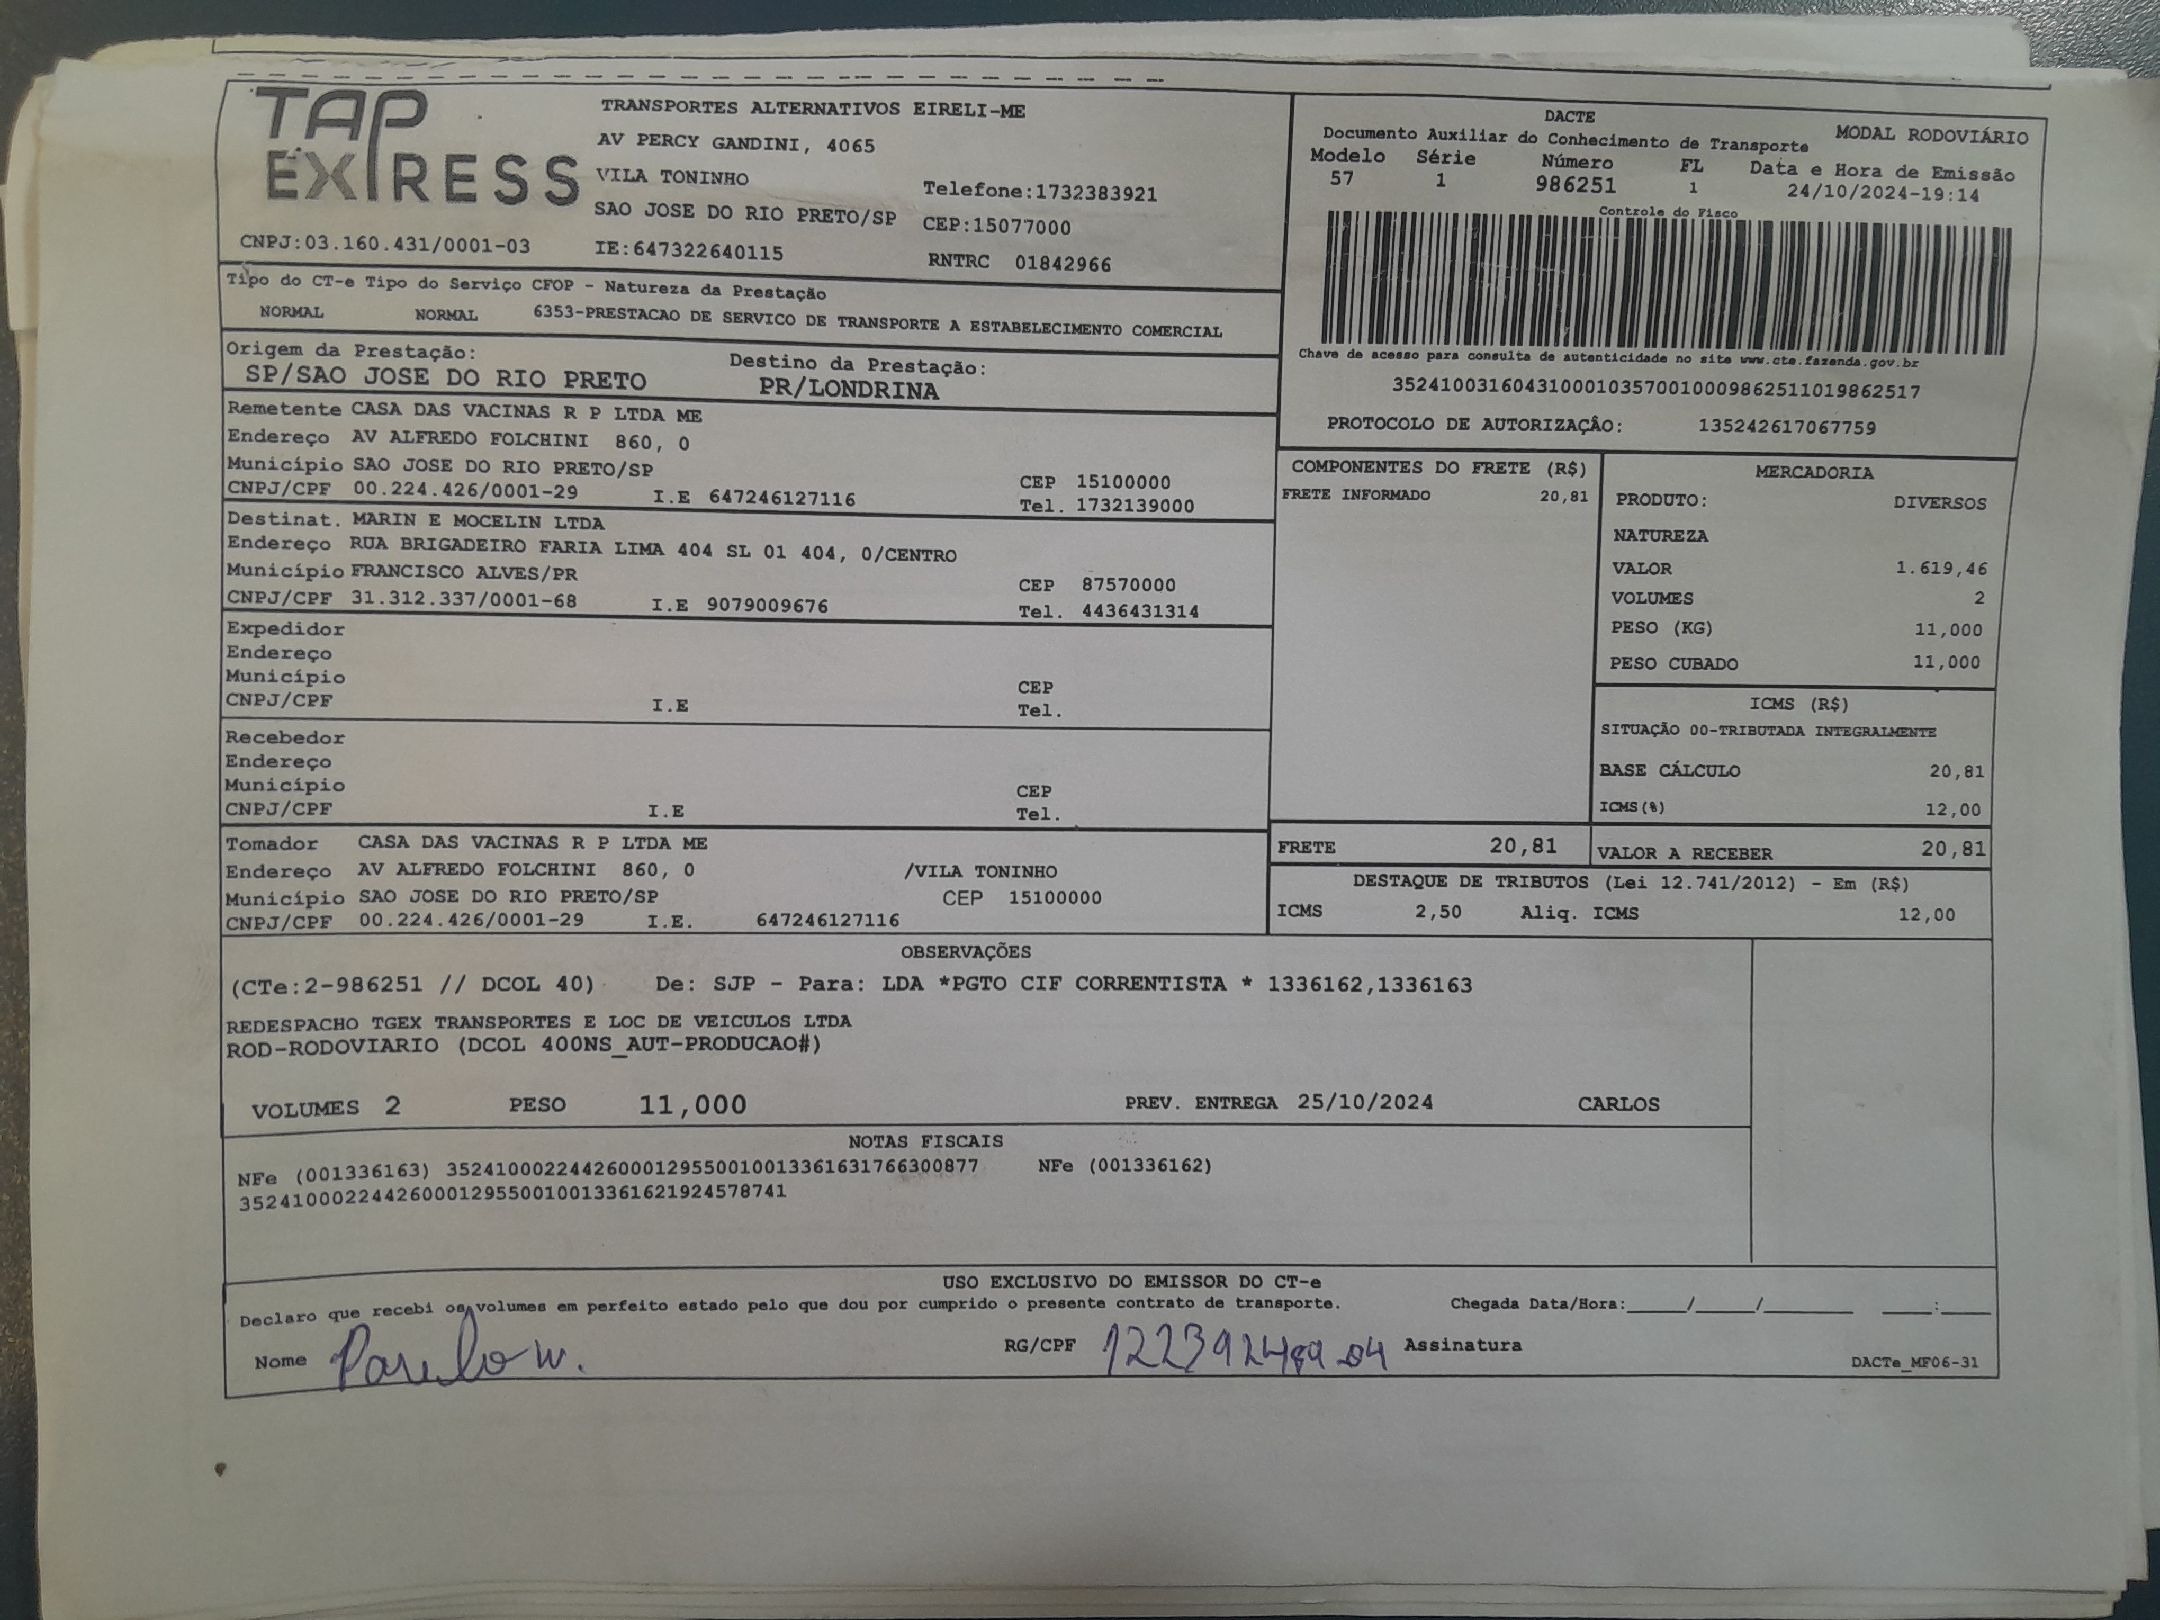 TAP EXPRESS
TRANSPORTES ALTERNATIVOS EIRELI-ME
AV PERCY GANDINI, 4065
VILA TONINHO
Telefone:1732383921
SAO JOSE DO RIO PRETO/SP CEP:15077000
CNPJ:03.160.431/0001-03 IE:647322640115 RNTRC 01842966
DACTE
Documento Auxiliar do Conhecimento de Transporte MODAL RODOVIÁRIO
Modelo Série Número FL Data e Hora de Emissão
57 1 986251 1 24/10/2024-19:14
Controle do Fisco
Chave de acesso para consulta de autenticidade no site www.cte.fazenda.gov.br
35241003160431000103570010009862511019862517
PROTOCOLO DE AUTORIZAÇÂO: 135242617067759
Tipo do CT-e Tipo do Serviço CFOP - Natureza da Prestação
NORMAL NORMAL 6353-PRESTACAO DE SERVICO DE TRANSPORTE A ESTABELECIMENTO COMERCIAL
Origem da Prestação: Destino da Prestação:
SP/SAO JOSE DO RIO PRETO PR/LONDRINA
Remetente CASA DAS VACINAS R P LTDA ME
Endereço AV ALFREDO FOLCHINI 860, 0
Município SAO JOSE DO RIO PRETO/SP CEP 15100000
CNPJ/CPF 00.224.426/0001-29 I.E 647246127116 Tel. 1732139000
Destinat. MARIN E MOCELIN LTDA
Endereço RUA BRIGADEIRO FARIA LIMA 404 SL 01 404, 0/CENTRO
Município FRANCISCO ALVES/PR CEP 87570000
CNPJ/CPF 31.312.337/0001-68 I.E 9079009676 Tel. 4436431314
Expedidor
Endereço
Município CEP
CNPJ/CPF I.E Tel.
Recebedor
Endereço
Município CEP
CNPJ/CPF I.E Tel.
Tomador CASA DAS VACINAS R P LTDA ME
Endereço AV ALFREDO FOLCHINI 860, 0 /VILA TONINHO
Município SAO JOSE DO RIO PRETO/SP CEP 15100000
CNPJ/CPF 00.224.426/0001-29 I.E. 647246127116
COMPONENTES DO FRETE (R$)
FRETE INFORMADO 20,81
MERCADORIA
PRODUTO: DIVERSOS
NATUREZA
VALOR 1.619,46
VOLUMES 2
PESO (KG) 11,000
PESO CUBADO 11,000
ICMS (R$)
SITUAÇÃO 00-TRIBUTADA INTEGRALMENTE
BASE CÁLCULO 20,81
ICMS(%) 12,00
FRETE 20,81 VALOR A RECEBER 20,81
DESTAQUE DE TRIBUTOS (Lei 12.741/2012) - Em (R$)
ICMS 2,50 Aliq. ICMS 12,00
OBSERVAÇÕES
(CTe:2-986251 // DCOL 40) De: SJP - Para: LDA *PGTO CIF CORRENTISTA * 1336162,1336163
REDESPACHO TGEX TRANSPORTES E LOC DE VEICULOS LTDA
ROD-RODOVIARIO (DCOL 400NS_AUT-PRODUCAO#)
VOLUMES 2 PESO 11,000 PREV. ENTREGA 25/10/2024 CARLOS
NOTAS FISCAIS
NFe (001336163) 35241000224426000129550010013361631766300877 NFe (001336162)
35241000224426000129550010013361621924578741
USO EXCLUSIVO DO EMISSOR DO CT-e
Declaro que recebi os volumes em perfeito estado pelo que dou por cumprido o presente contrato de transporte. Chegada Data/Hora:_____/_____/________ ____:____
Nome RG/CPF Assinatura
DACTe_MF06-31